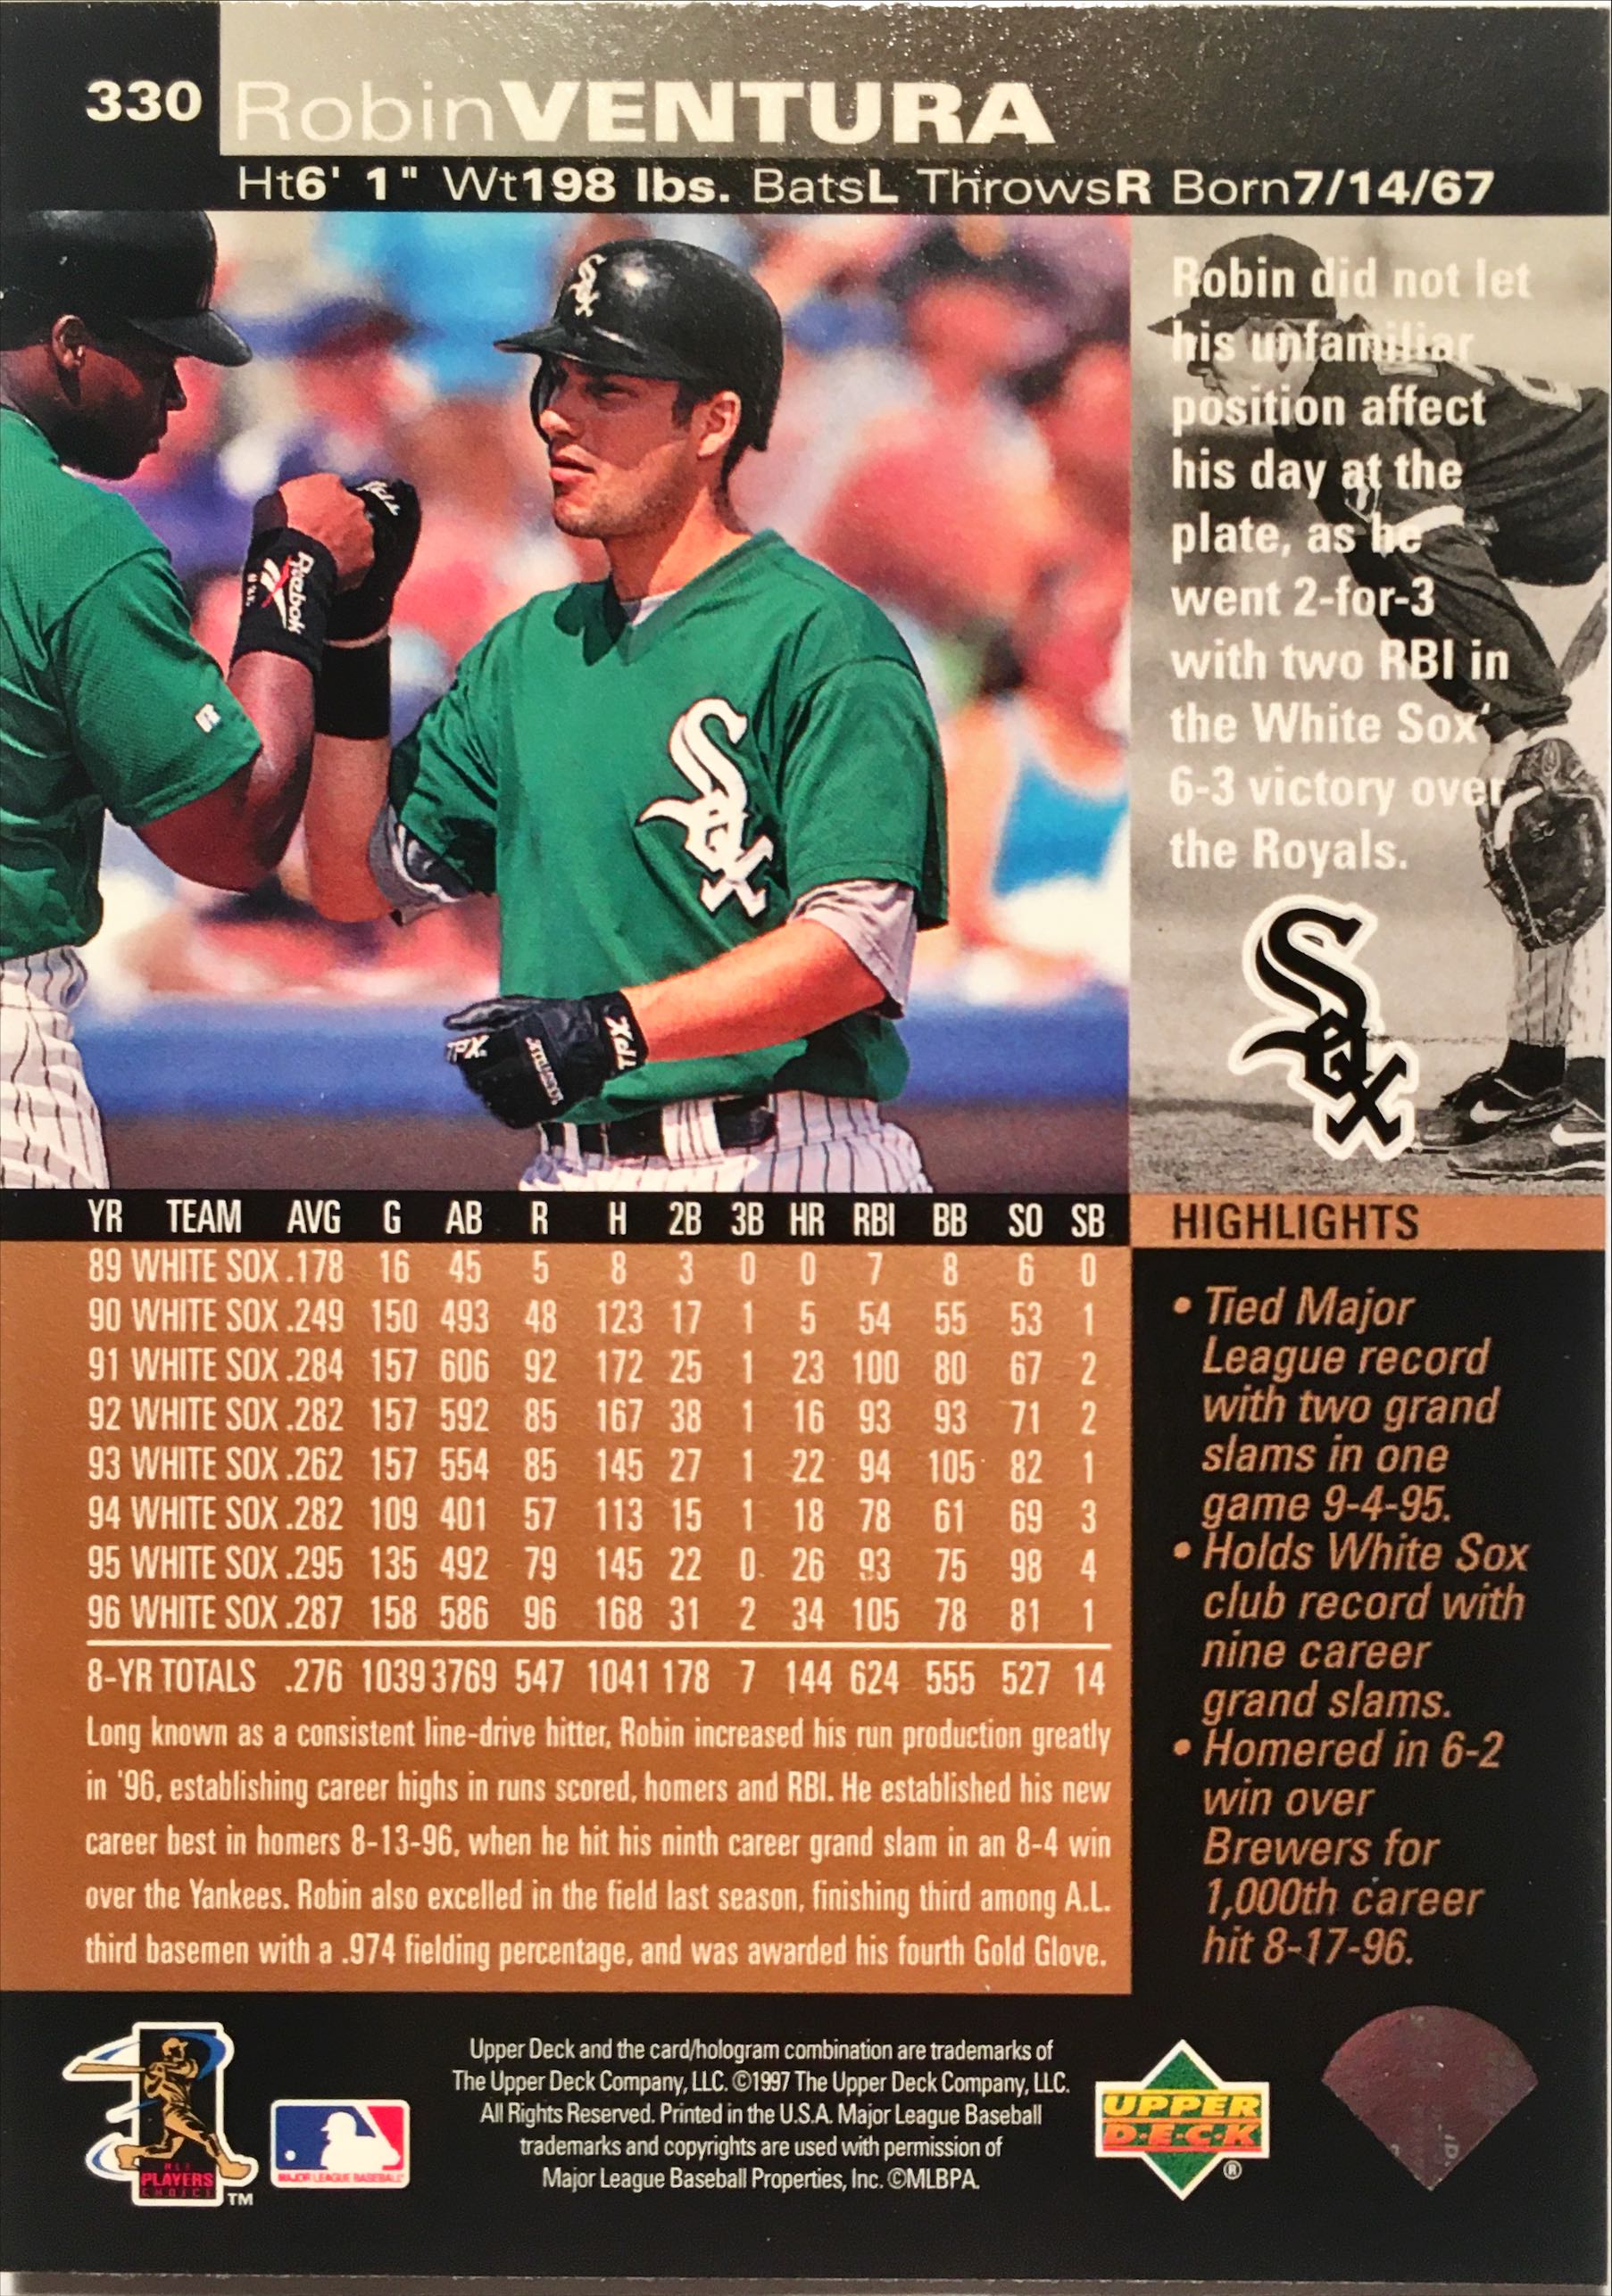 330
RobinVENTURA
Ht6' 1" Wt198 lbs. BatsL ThrowsR Born7/14/67
Sox
Reebok
TPX
TPX
Sox
Robin did not let
his unfamiliar
position affect
his day at the
plate, as he
went 2-for-3
with two RBI in
the White Sox'
6-3 victory over
the Royals.
Sox
YR TEAM AVG G AB R H 2B 3B HR RBI BB SO SB
89 WHITE SOX .178 16 45 5 8 3 0 0 7 8 6 0
90 WHITE SOX .249 150 493 48 123 17 1 5 54 55 53 1
91 WHITE SOX .284 157 606 92 172 25 1 23 100 80 67 2
92 WHITE SOX .282 157 592 85 167 38 1 16 93 93 71 2
93 WHITE SOX .262 157 554 85 145 27 1 22 94 105 82 1
94 WHITE SOX .282 109 401 57 113 15 1 18 78 61 69 3
95 WHITE SOX .295 135 492 79 145 22 0 26 93 75 98 4
96 WHITE SOX .287 158 586 96 168 31 2 34 105 78 81 1
8-YR TOTALS .276 1039 3769 547 1041 178 7 144 624 555 527 14
Long known as a consistent line-drive hitter, Robin increased his run production greatly
in '96, establishing career highs in runs scored, homers and RBI. He established his new
career best in homers 8-13-96, when he hit his ninth career grand slam in an 8-4 win
over the Yankees. Robin also excelled in the field last season, finishing third among A.L.
third basemen with a .974 fielding percentage, and was awarded his fourth Gold Glove.
HIGHLIGHTS
• Tied Major
League record
with two grand
slams in one
game 9-4-95.
• Holds White Sox
club record with
nine career
grand slams.
• Homered in 6-2
win over
Brewers for
1,000th career
hit 8-17-96.
PLAYERS
CHOICE
TM
MAJOR LEAGUE BASEBALL
Upper Deck and the card/hologram combination are trademarks of
The Upper Deck Company, LLC. ©1997 The Upper Deck Company, LLC.
All Rights Reserved. Printed in the U.S.A. Major League Baseball
trademarks and copyrights are used with permission of
Major League Baseball Properties, Inc. ©MLBPA.
UPPER
D•E•C•K
®